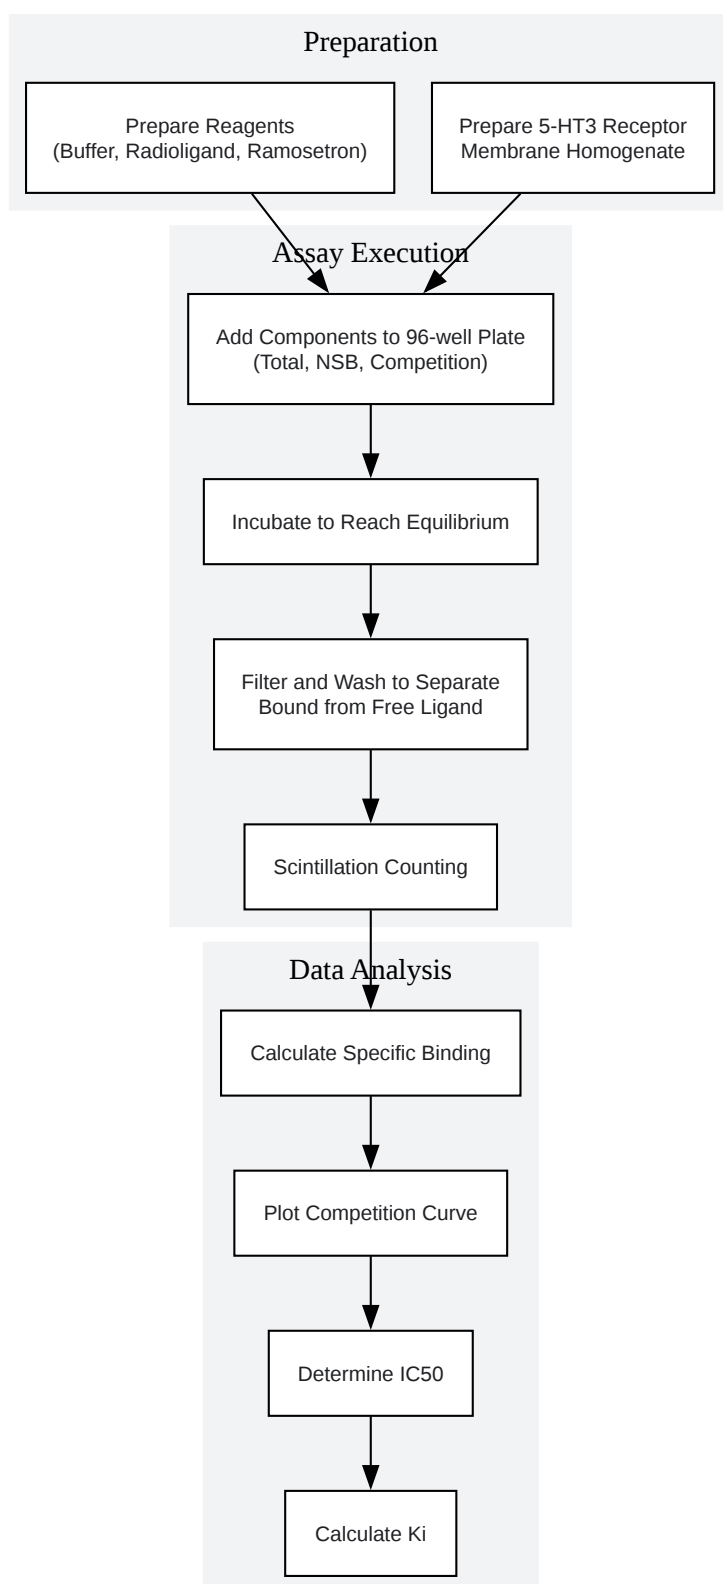 Preparation
Prepare Reagents
(Buffer, Radioligand, Ramosetron)
Prepare 5-HT3 Receptor
Membrane Homogenate
Assay Execution
Add Components to 96-well Plate
(Total, NSB, Competition)
Incubate to Reach Equilibrium
Filter and Wash to Separate
Bound from Free Ligand
Scintillation Counting
Data Analysis
Calculate Specific Binding
Plot Competition Curve
Determine IC50
Calculate Ki